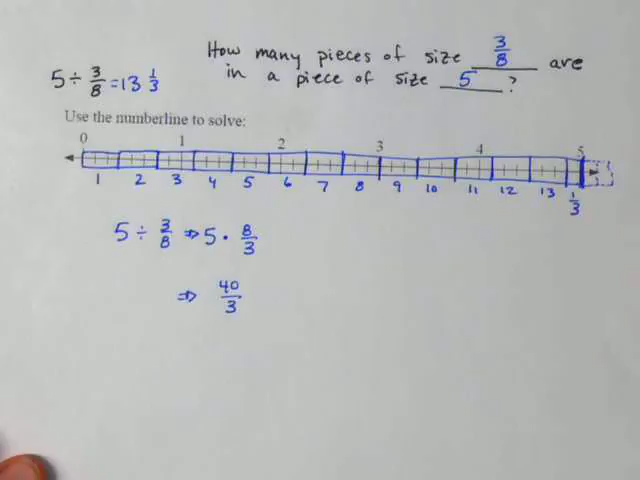 How many pieces of size 3/8 are
in a piece of size 5 ?
5 ÷ 3/8 = 13 1/3
Use the numberline to solve:
0 1 2 3 4 5
1 2 3 4 5 6 7 8 9 10 11 12 13 1/3
5 ÷ 3/8 ⇒ 5 · 8/3
⇒ 40/3